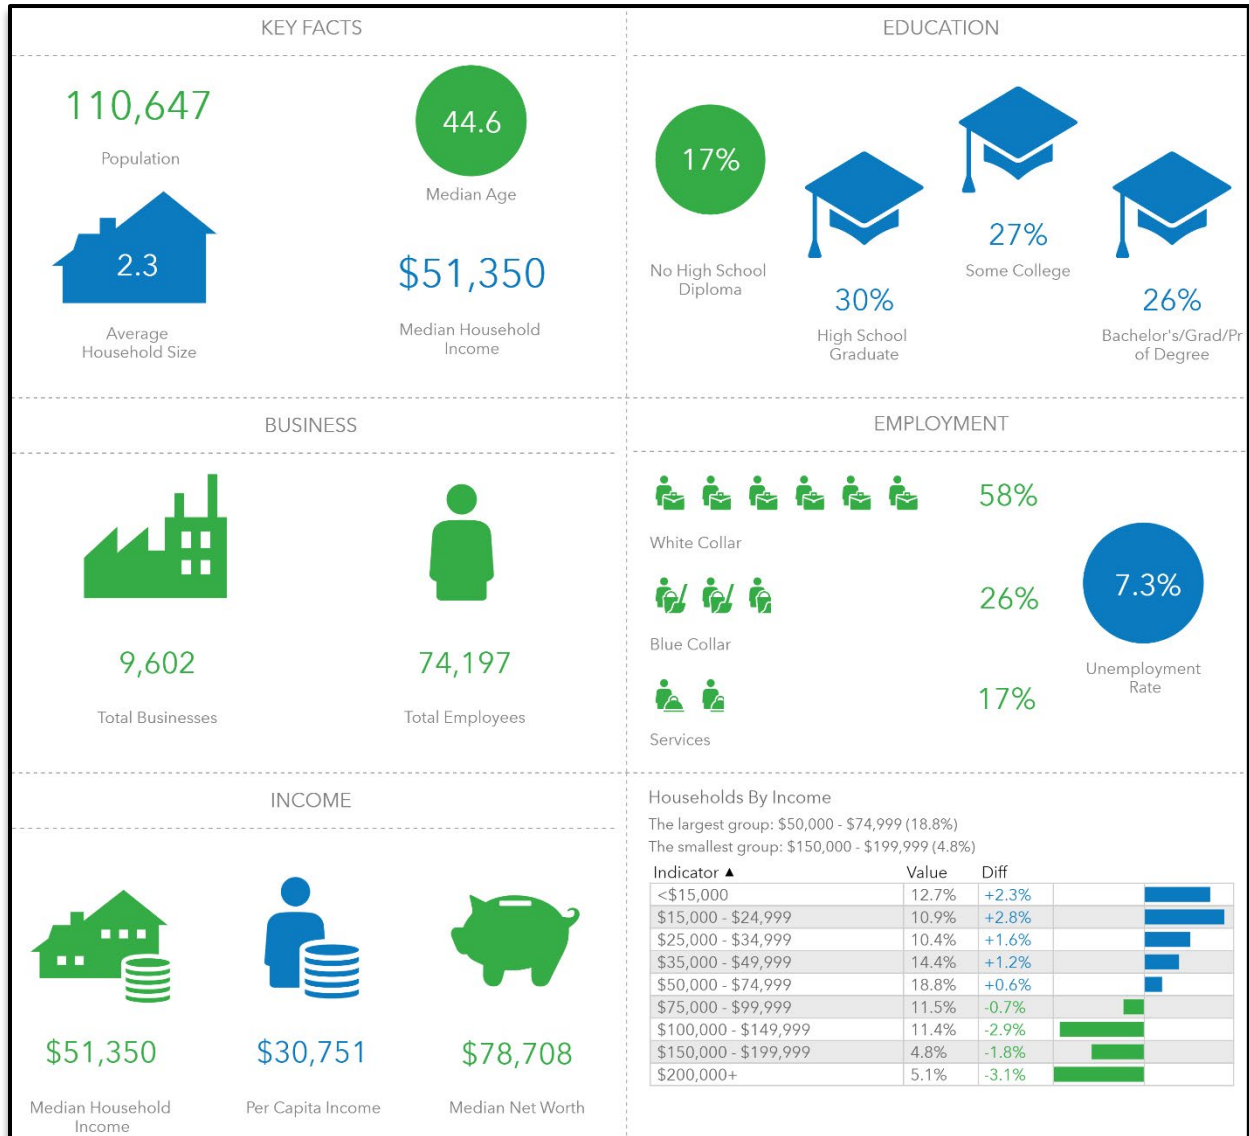 KEY FACTS
110,647
Population
44.6
Median Age
2.3
Average
Household Size
$51,350
Median Household
Income
EDUCATION
17%
No High School
Diploma
30%
High School
Graduate
27%
Some College
26%
Bachelor's/Grad/Pr
of Degree
BUSINESS
9,602
Total Businesses
74,197
Total Employees
EMPLOYMENT
58%
White Collar
26%
Blue Collar
17%
Services
7.3%
Unemployment
Rate
INCOME
$51,350
Median Household
Income
$30,751
Per Capita Income
$78,708
Median Net Worth
Households By Income
The largest group: $50,000 - $74,999 (18.8%)
The smallest group: $150,000 - $199,999 (4.8%)
Indicator ▲ Value Diff
<$15,000 12.7% +2.3%
$15,000 - $24,999 10.9% +2.8%
$25,000 - $34,999 10.4% +1.6%
$35,000 - $49,999 14.4% +1.2%
$50,000 - $74,999 18.8% +0.6%
$75,000 - $99,999 11.5% -0.7%
$100,000 - $149,999 11.4% -2.9%
$150,000 - $199,999 4.8% -1.8%
$200,000+ 5.1% -3.1%